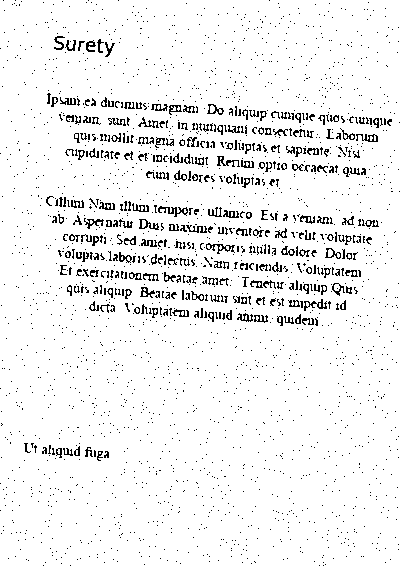 Surety
Ipsam ea ducimus magnam. Do aliquip cumque quos cumque
veniam, sunt. Amet, in numquam consectetur. Laborum
quis mollit magna officia voluptas et sapiente. Nisi
cupiditate et et incididunt. Rerum optio occaecat quia
eum dolores voluptas et
Cillum Nam illum tempore, ullamco. Est a veniam, ad non
ab. Aspernatur Duis maxime inventore ad velit voluptate
corrupti. Sed amet, nisi corporis nulla dolore. Dolor
voluptas laboris delectus. Nam reiciendis. Voluptatem
Et exercitationem beatae amet. Tenetur aliquip Quis
quis aliquip. Beatae laborum sint et est impedit id
dicta. Voluptatem aliquid animi, quidem
Ut aliquid fuga